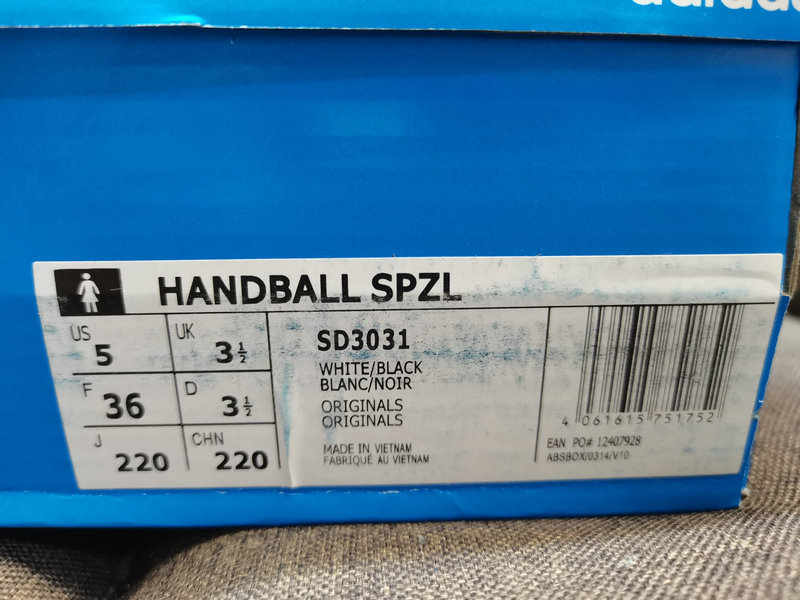 adidas
HANDBALL SPZL
US 5 UK 3½
F 36 D 3½
J 220 CHN 220
SD3031
WHITE/BLACK
BLANC/NOIR
ORIGINALS
ORIGINALS
MADE IN VIETNAM
FABRIQUÉ AU VIETNAM
4 061615 751752
EAN PO# 12407928
ABSBOX/0314/V10